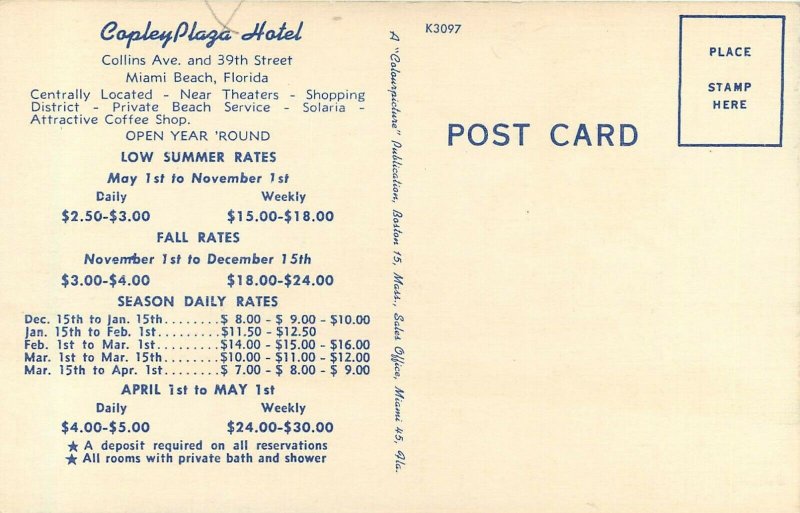 CopleyPlaza Hotel
Collins Ave. and 39th Street
Miami Beach, Florida
Centrally Located - Near Theaters - Shopping
District - Private Beach Service - Solaria -
Attractive Coffee Shop.
OPEN YEAR 'ROUND
LOW SUMMER RATES
May 1st to November 1st
Daily Weekly
$2.50-$3.00 $15.00-$18.00
FALL RATES
November 1st to December 15th
$3.00-$4.00 $18.00-$24.00
SEASON DAILY RATES
Dec. 15th to Jan. 15th........$ 8.00 - $ 9.00 - $10.00
Jan. 15th to Feb. 1st.........$11.50 - $12.50
Feb. 1st to Mar. 1st.........$14.00 - $15.00 - $16.00
Mar. 1st to Mar. 15th........$10.00 - $11.00 - $12.00
Mar. 15th to Apr. 1st........$ 7.00 - $ 8.00 - $ 9.00
APRIL 1st to MAY 1st
Daily Weekly
$4.00-$5.00 $24.00-$30.00
★ A deposit required on all reservations
★ All rooms with private bath and shower
A "Colourpicture" Publication, Boston 15, Mass., Sales Office, Miami 45, Fla.
K3097
POST CARD
PLACE
STAMP
HERE